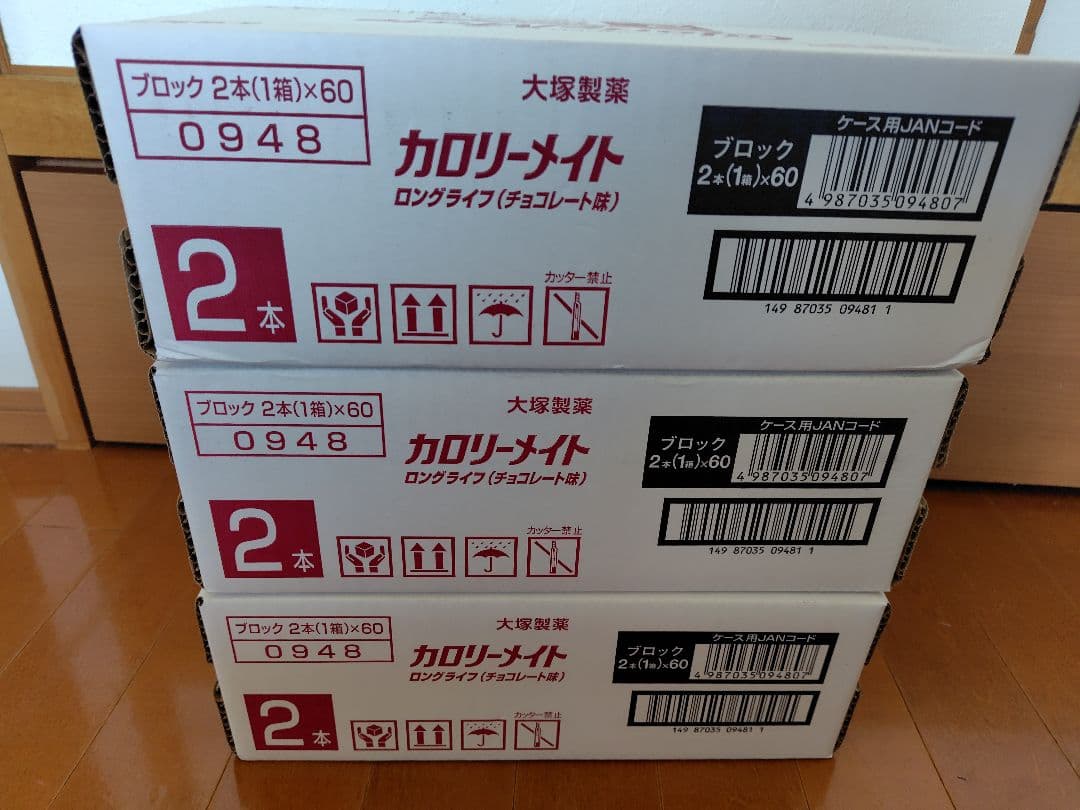 ブロック 2本(1箱)×60
0948
大塚製薬
カロリーメイト
ロングライフ(チョコレート味)
ケース用JANコード
ブロック
2本(1箱)×60
4 987035 094807
149 87035 09481 1
2本
カッター禁止
ブロック 2本(1箱)×60
0948
大塚製薬
カロリーメイト
ロングライフ(チョコレート味)
ケース用JANコード
ブロック
2本(1箱)×60
4 987035 094807
149 87035 09481 1
2本
カッター禁止
ブロック 2本(1箱)×60
0948
大塚製薬
カロリーメイト
ロングライフ(チョコレート味)
ケース用JANコード
ブロック
2本(1箱)×60
4 987035 094807
149 87035 09481 1
2本
カッター禁止